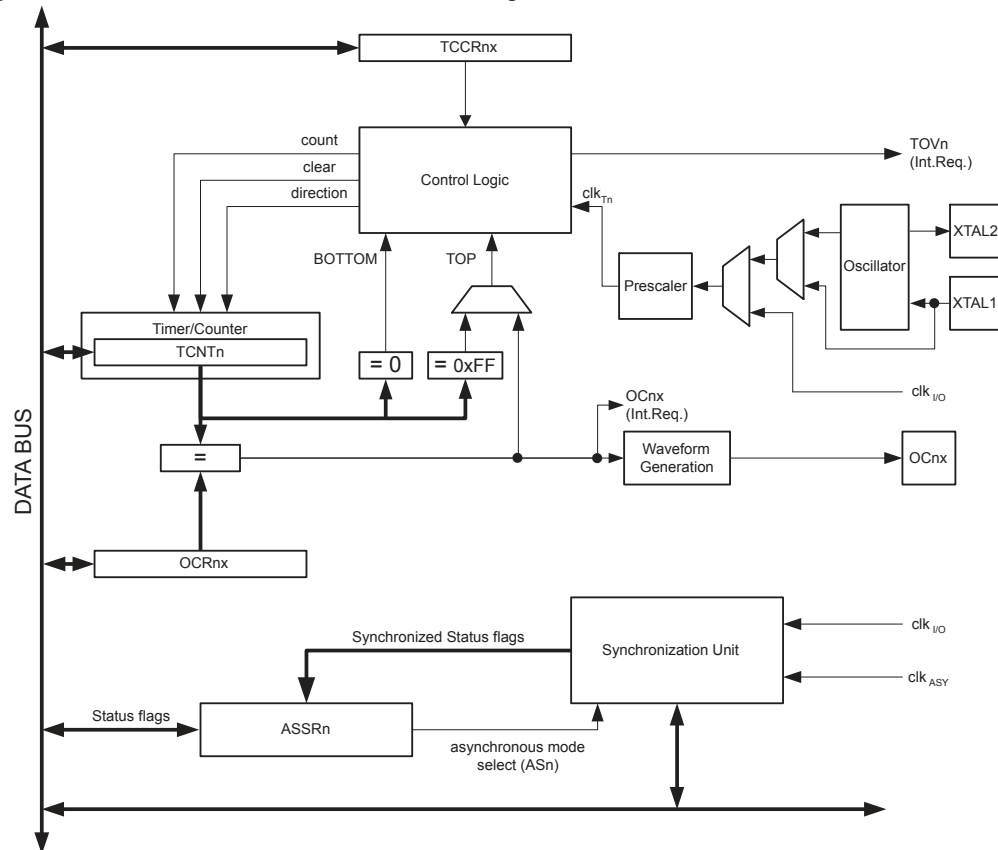 TCCRnx
count
clear
direction
Control Logic
TOVn
(Int.Req.)
clkTn
BOTTOM
TOP
Prescaler
Oscillator
XTAL2
XTAL1
Timer/Counter
TCNTn
= 0
= 0xFF
clkI/O
OCnx
(Int.Req.)
=
Waveform
Generation
OCnx
DATA BUS
OCRnx
Synchronized Status flags
Synchronization Unit
clkI/O
clkASY
Status flags
ASSRn
asynchronous mode
select (ASn)